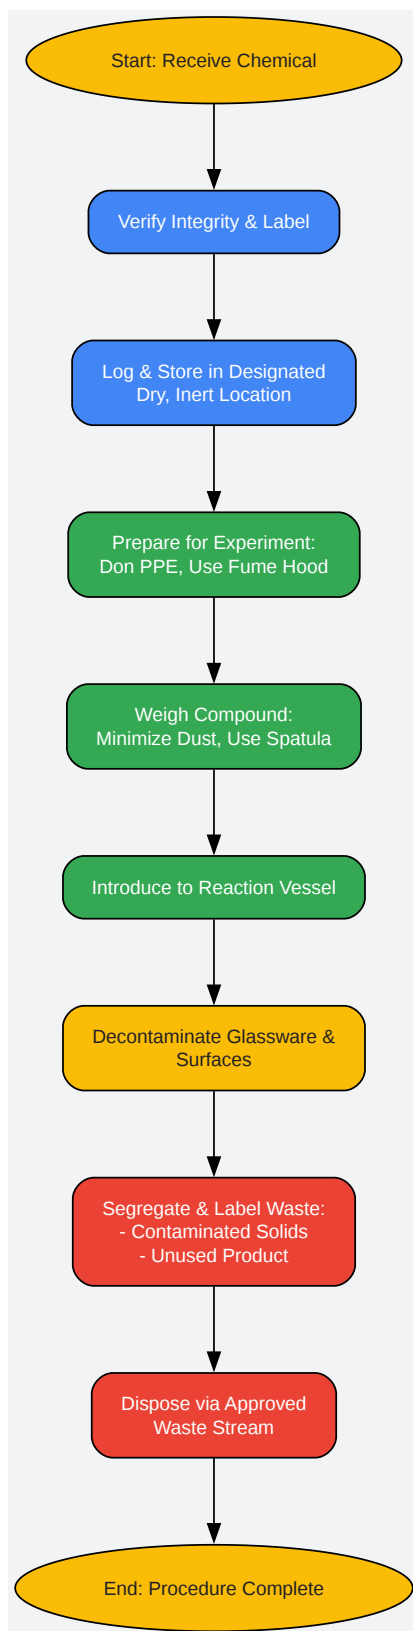 Start: Receive Chemical
Verify Integrity & Label
Log & Store in Designated
Dry, Inert Location
Prepare for Experiment:
Don PPE, Use Fume Hood
Weigh Compound:
Minimize Dust, Use Spatula
Introduce to Reaction Vessel
Decontaminate Glassware &
Surfaces
Segregate & Label Waste:
- Contaminated Solids
- Unused Product
Dispose via Approved
Waste Stream
End: Procedure Complete